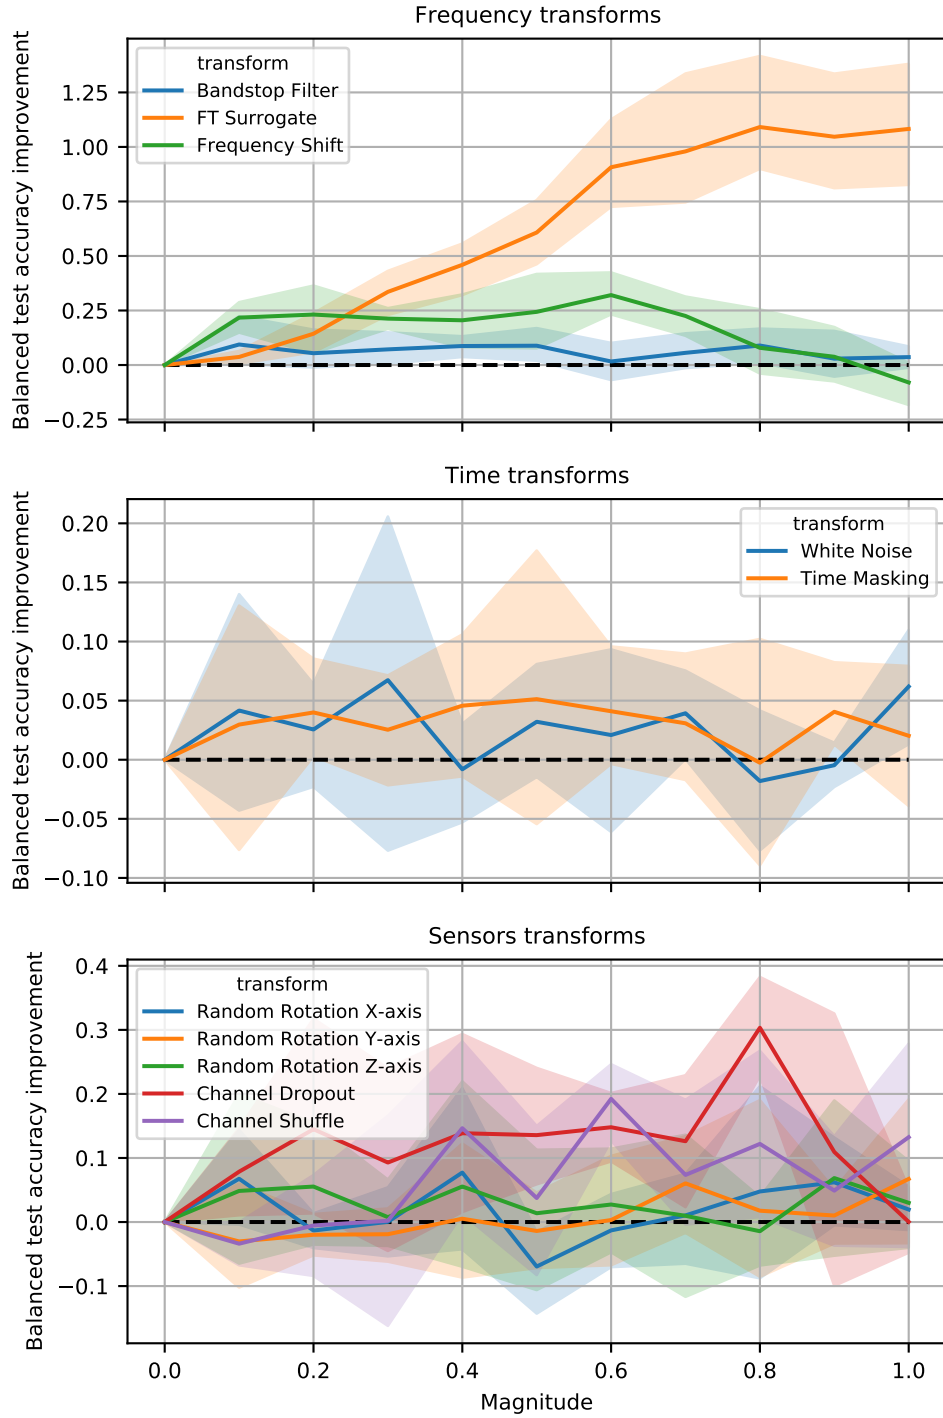 Frequency transforms
Balanced test accuracy improvement
transform
Bandstop Filter
FT Surrogate
Frequency Shift
1.25
1.00
0.75
0.50
0.25
0.00
−0.25
Time transforms
Balanced test accuracy improvement
transform
White Noise
Time Masking
0.20
0.15
0.10
0.05
0.00
−0.05
−0.10
Sensors transforms
Balanced test accuracy improvement
transform
Random Rotation X-axis
Random Rotation Y-axis
Random Rotation Z-axis
Channel Dropout
Channel Shuffle
0.4
0.3
0.2
0.1
0.0
−0.1
0.0 0.2 0.4 0.6 0.8 1.0
Magnitude